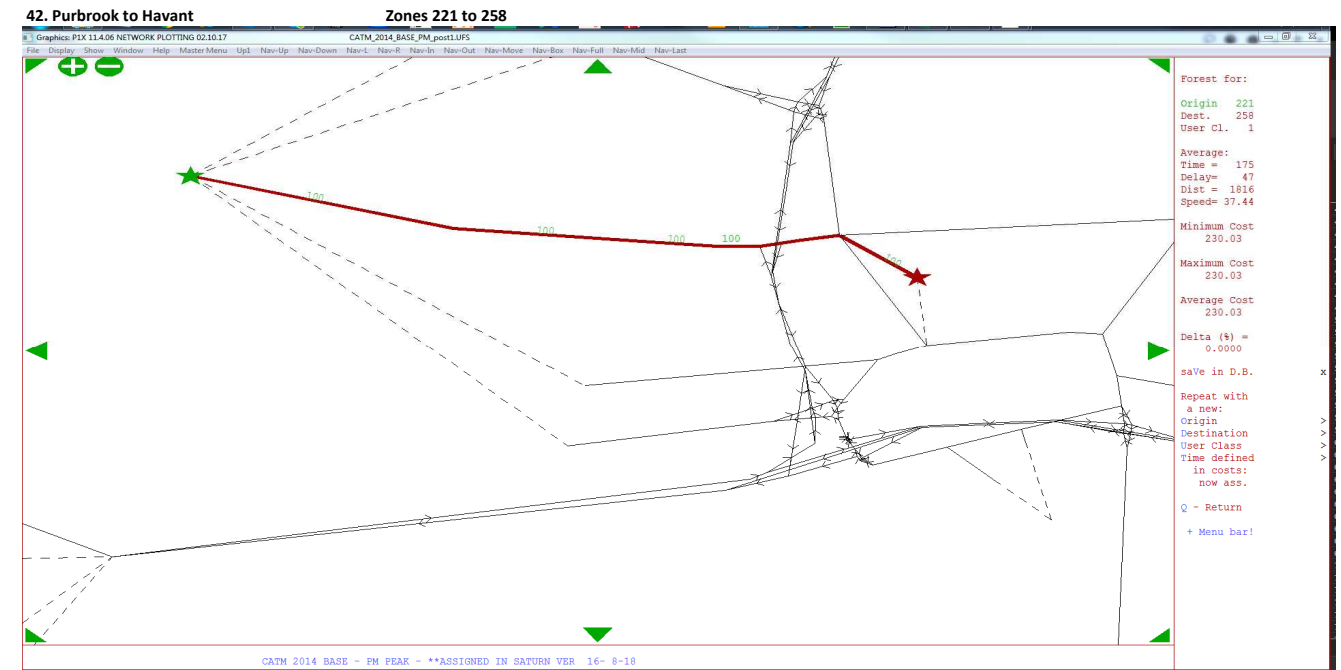 42. Purbrook to Havant Zones 221 to 258
Graphics: P1X 11.4.06 NETWORK PLOTTING 02.10.17 CATM_2014_BASE_PM_post1.UFS
File Display Show Window Help Master Menu Up1 Nav-Up Nav-Down Nav-L Nav-R Nav-In Nav-Out Nav-Move Nav-Box Nav-Full Nav-Mid Nav-Last
100
100
100
100
100
Forest for:
Origin 221
Dest. 258
User Cl. 1
Average:
Time = 175
Delay= 47
Dist = 1816
Speed= 37.44
Minimum Cost
230.03
Maximum Cost
230.03
Average Cost
230.03
Delta (%) =
0.0000
saVe in D.B. x
Repeat with
a new:
Origin >
Destination >
User Class >
Time defined >
in costs:
now ass.
Q - Return
+ Menu bar!
CATM 2014 BASE - PM PEAK - **ASSIGNED IN SATURN VER 16- 8-18